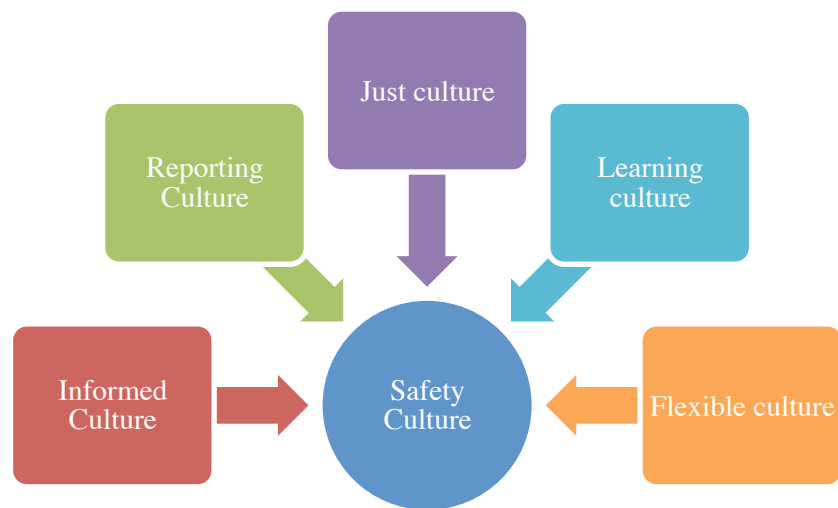 Just culture
Reporting
Culture
Learning
culture
Informed
Culture
Safety
Culture
Flexible culture